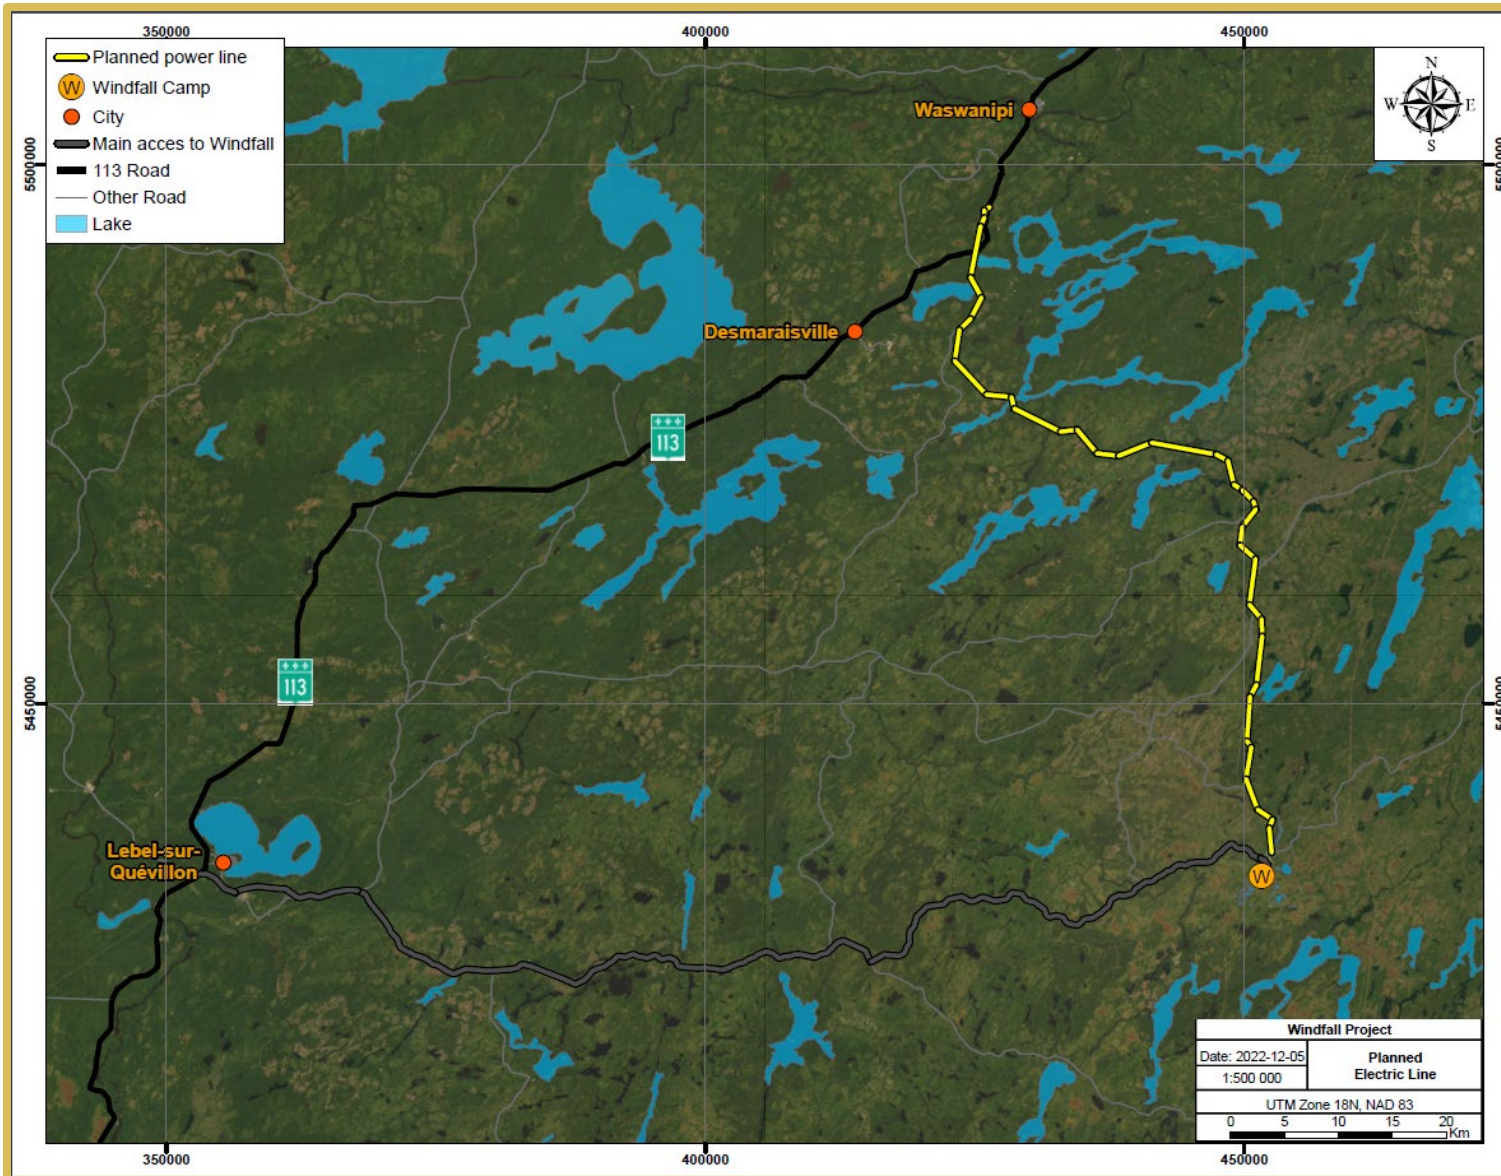 350000
400000
450000
Planned power line
W
Windfall Camp
City
Main acces to Windfall
113 Road
Other Road
Lake
N
W
E
S
Waswanipi
5500000
Desmaraisville
113
113
5450000
Lebel-sur-
Quévillon
W
Windfall Project
Date: 2022-12-05
1:500 000
Planned
Electric Line
UTM Zone 18N, NAD 83
0 5 10 15 20
Km
350000
400000
450000